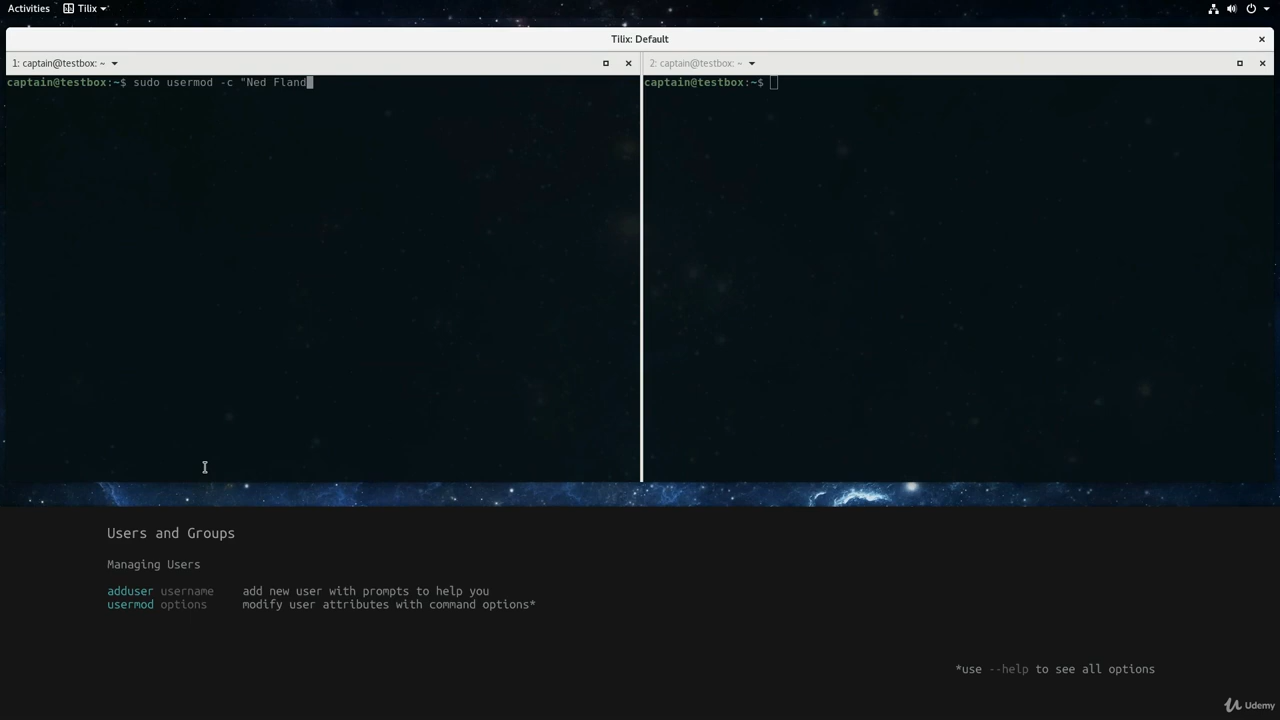 Activities Tilix
Tilix: Default
1: captain@testbox: ~
2: captain@testbox: ~
captain@testbox:~$ sudo usermod -c "Ned Fland
captain@testbox:~$
Users and Groups
Managing Users
adduser username add new user with prompts to help you
usermod options modify user attributes with command options*
*use --help to see all options
Udemy